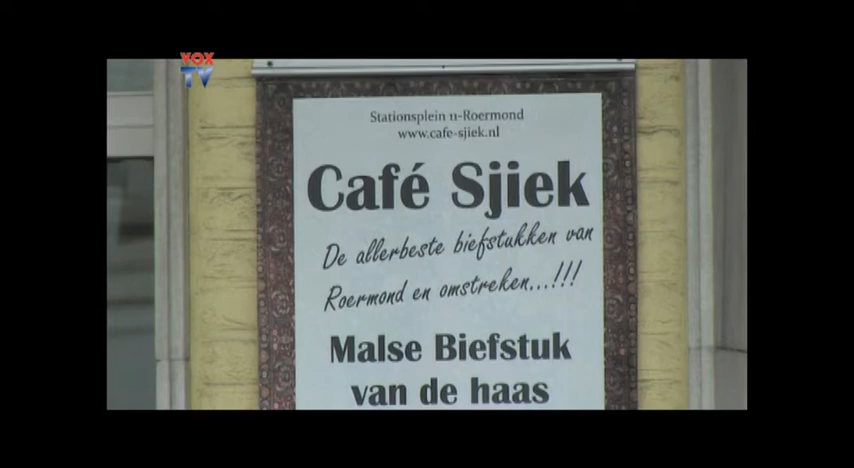 VOX
TV
Stationsplein 11-Roermond
www.cafe-sjiek.nl
Café Sjiek
De allerbeste biefstukken van
Roermond en omstreken...!!!
Malse Biefstuk
van de haas